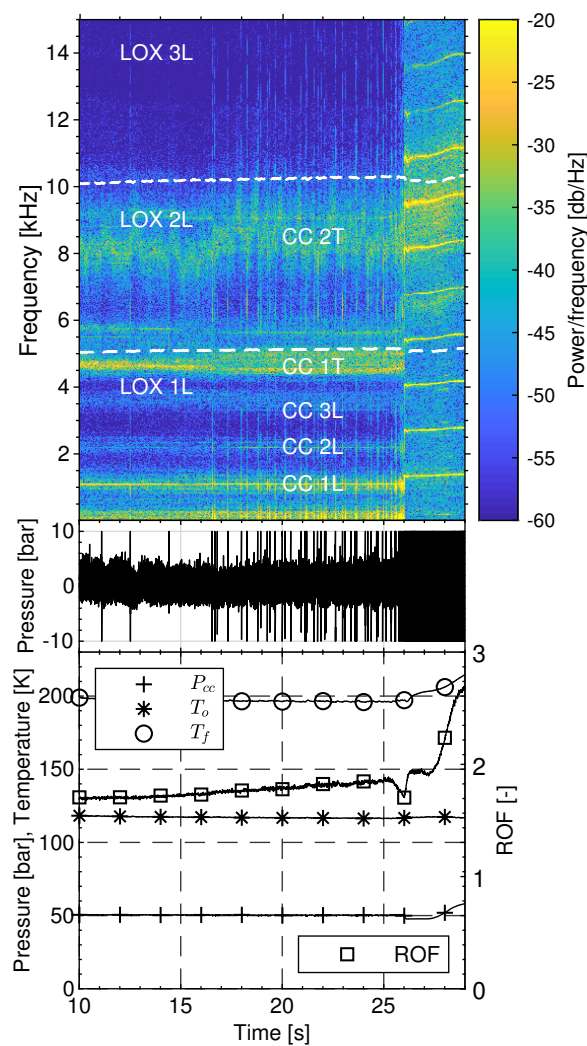 -20
14
LOX 3L
-25
12
-30
10
LOX 2L
-35
CC 2T
8
-40
6
-45
CC 1T
LOX 1L
4
CC 3L
-50
CC 2L
2
CC 1L
-55
-60
Frequency [kHz]
Power/frequency [db/Hz]
10
0
-10
Pressure [bar]
3
P_cc
200
T_o
T_f
150
2
100
1
50
ROF
0
0
10
15
20
25
Pressure [bar], Temperature [K]
ROF [-]
Time [s]